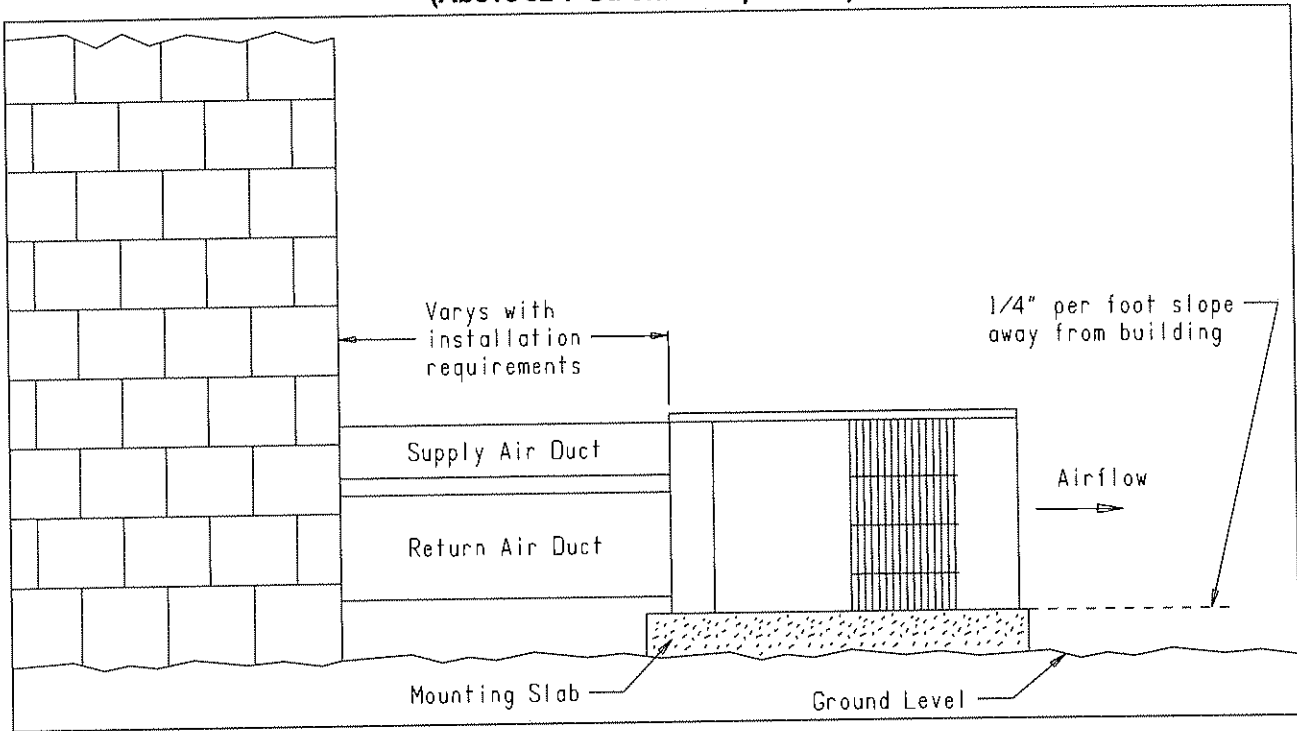 Varys with
installation
requirements
1/4" per foot slope
away from building
Supply Air Duct
Airflow
Return Air Duct
Mounting Slab
Ground Level